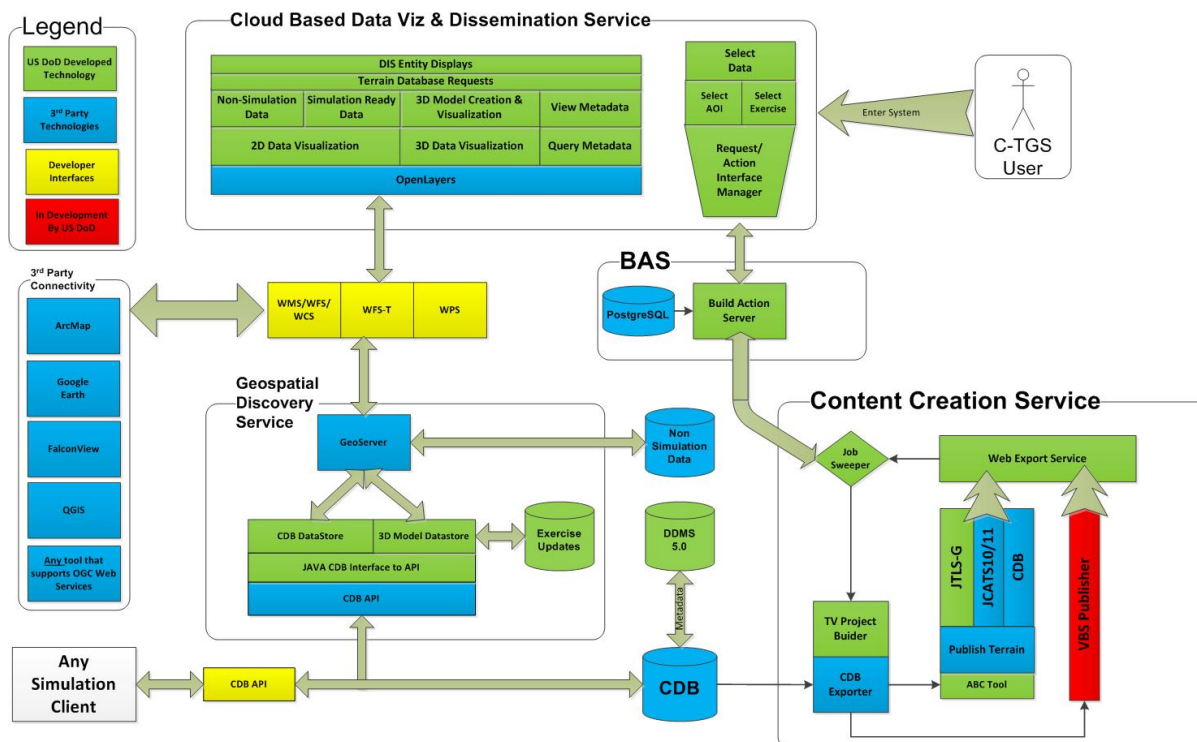 Legend
US DoD Developed
Technology
3rd Party
Technologies
Developer
Interfaces
In Development
By US DoD
Cloud Based Data Viz & Dissemination Service
DIS Entity Displays
Terrain Database Requests
Non-Simulation
Data
Simulation Ready
Data
3D Model Creation &
Visualization
View Metadata
2D Data Visualization
3D Data Visualization
Query Metadata
OpenLayers
Select
Data
Select
AOI
Select
Exercise
Request/
Action
Interface
Manager
Enter System
C-TGS
User
3rd Party
Connectivity
ArcMap
Google
Earth
FalconView
QGIS
Any tool that
supports OGC Web
Services
WMS/WFS/
WCS
WFS-T
WPS
BAS
PostgreSQL
Build Action
Server
Geospatial
Discovery
Service
GeoServer
CDB DataStore
3D Model Datastore
JAVA CDB Interface to API
CDB API
Exercise
Updates
Non
Simulation
Data
DDMS
5.0
Metadata
CDB
Any
Simulation
Client
CDB API
Content Creation Service
Job
Sweeper
Web Export Service
TV Project
Buider
CDB
Exporter
JTLS-G
JCATS10/11
CDB
Publish Terrain
ABC Tool
VBS Publisher